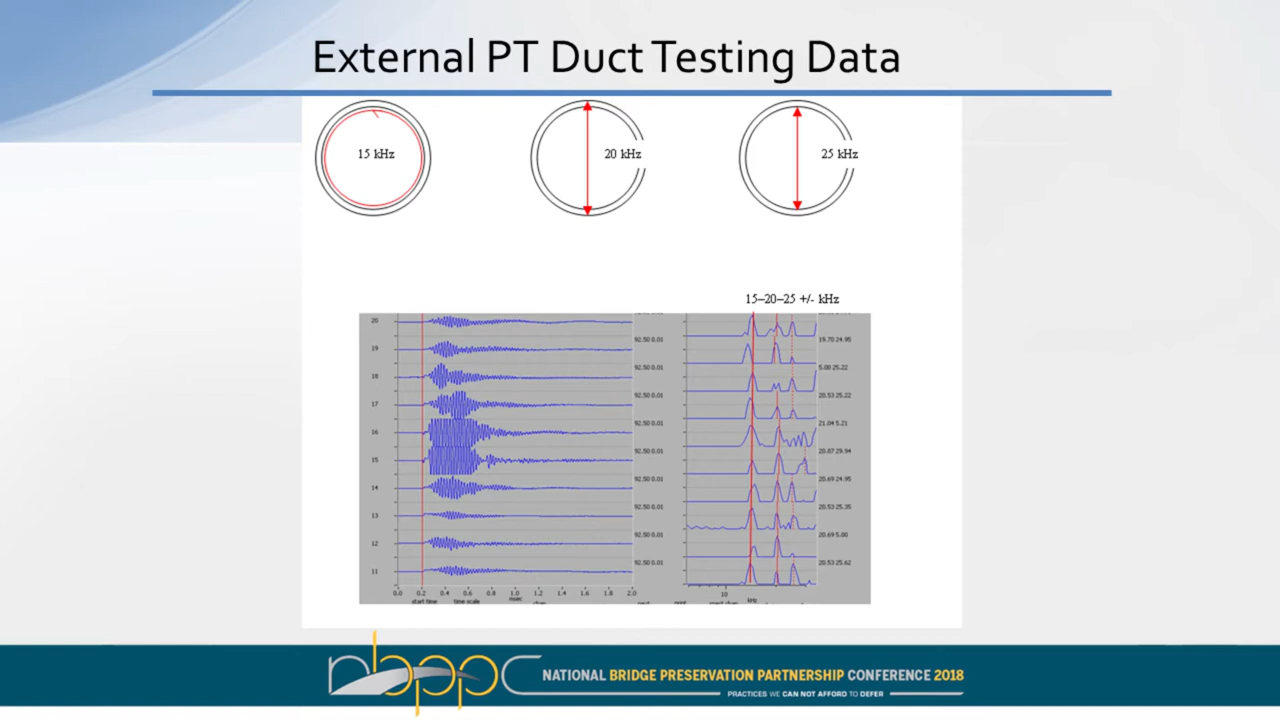 External PT Duct Testing Data
15 kHz
20 kHz
25 kHz
15–20–25 +/- kHz
20
19
92.50 0.01
19.70 24.95
18
92.50 0.01
5.00 25.22
17
92.50 0.01
20.53 25.22
16
92.50 0.01
21.04 5.21
15
92.50 0.01
20.87 29.94
14
92.50 0.01
20.69 24.95
13
92.50 0.01
20.53 25.35
12
92.50 0.01
20.69 5.00
11
92.50 0.01
20.53 25.62
0.0 0.2 0.4 0.6 0.8 1.0 1.2 1.4 1.6 1.8 2.0
10
start time time scale msec
kHz
nbppc
NATIONAL BRIDGE PRESERVATION PARTNERSHIP CONFERENCE 2018
PRACTICES WE CAN NOT AFFORD TO DEFER